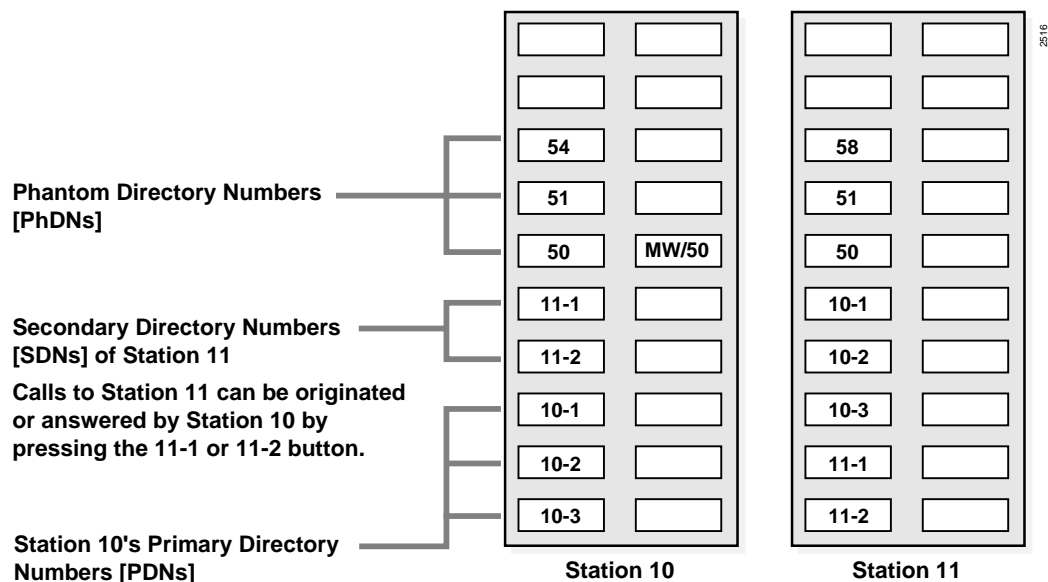 2516
54
58
Phantom Directory Numbers
[PhDNs]
51
51
50
MW/50
50
11-1
10-1
Secondary Directory Numbers
[SDNs] of Station 11
11-2
10-2
Calls to Station 11 can be originated
or answered by Station 10 by
pressing the 11-1 or 11-2 button.
10-1
10-3
10-2
11-1
10-3
11-2
Station 10's Primary Directory
Numbers [PDNs]
Station 10
Station 11